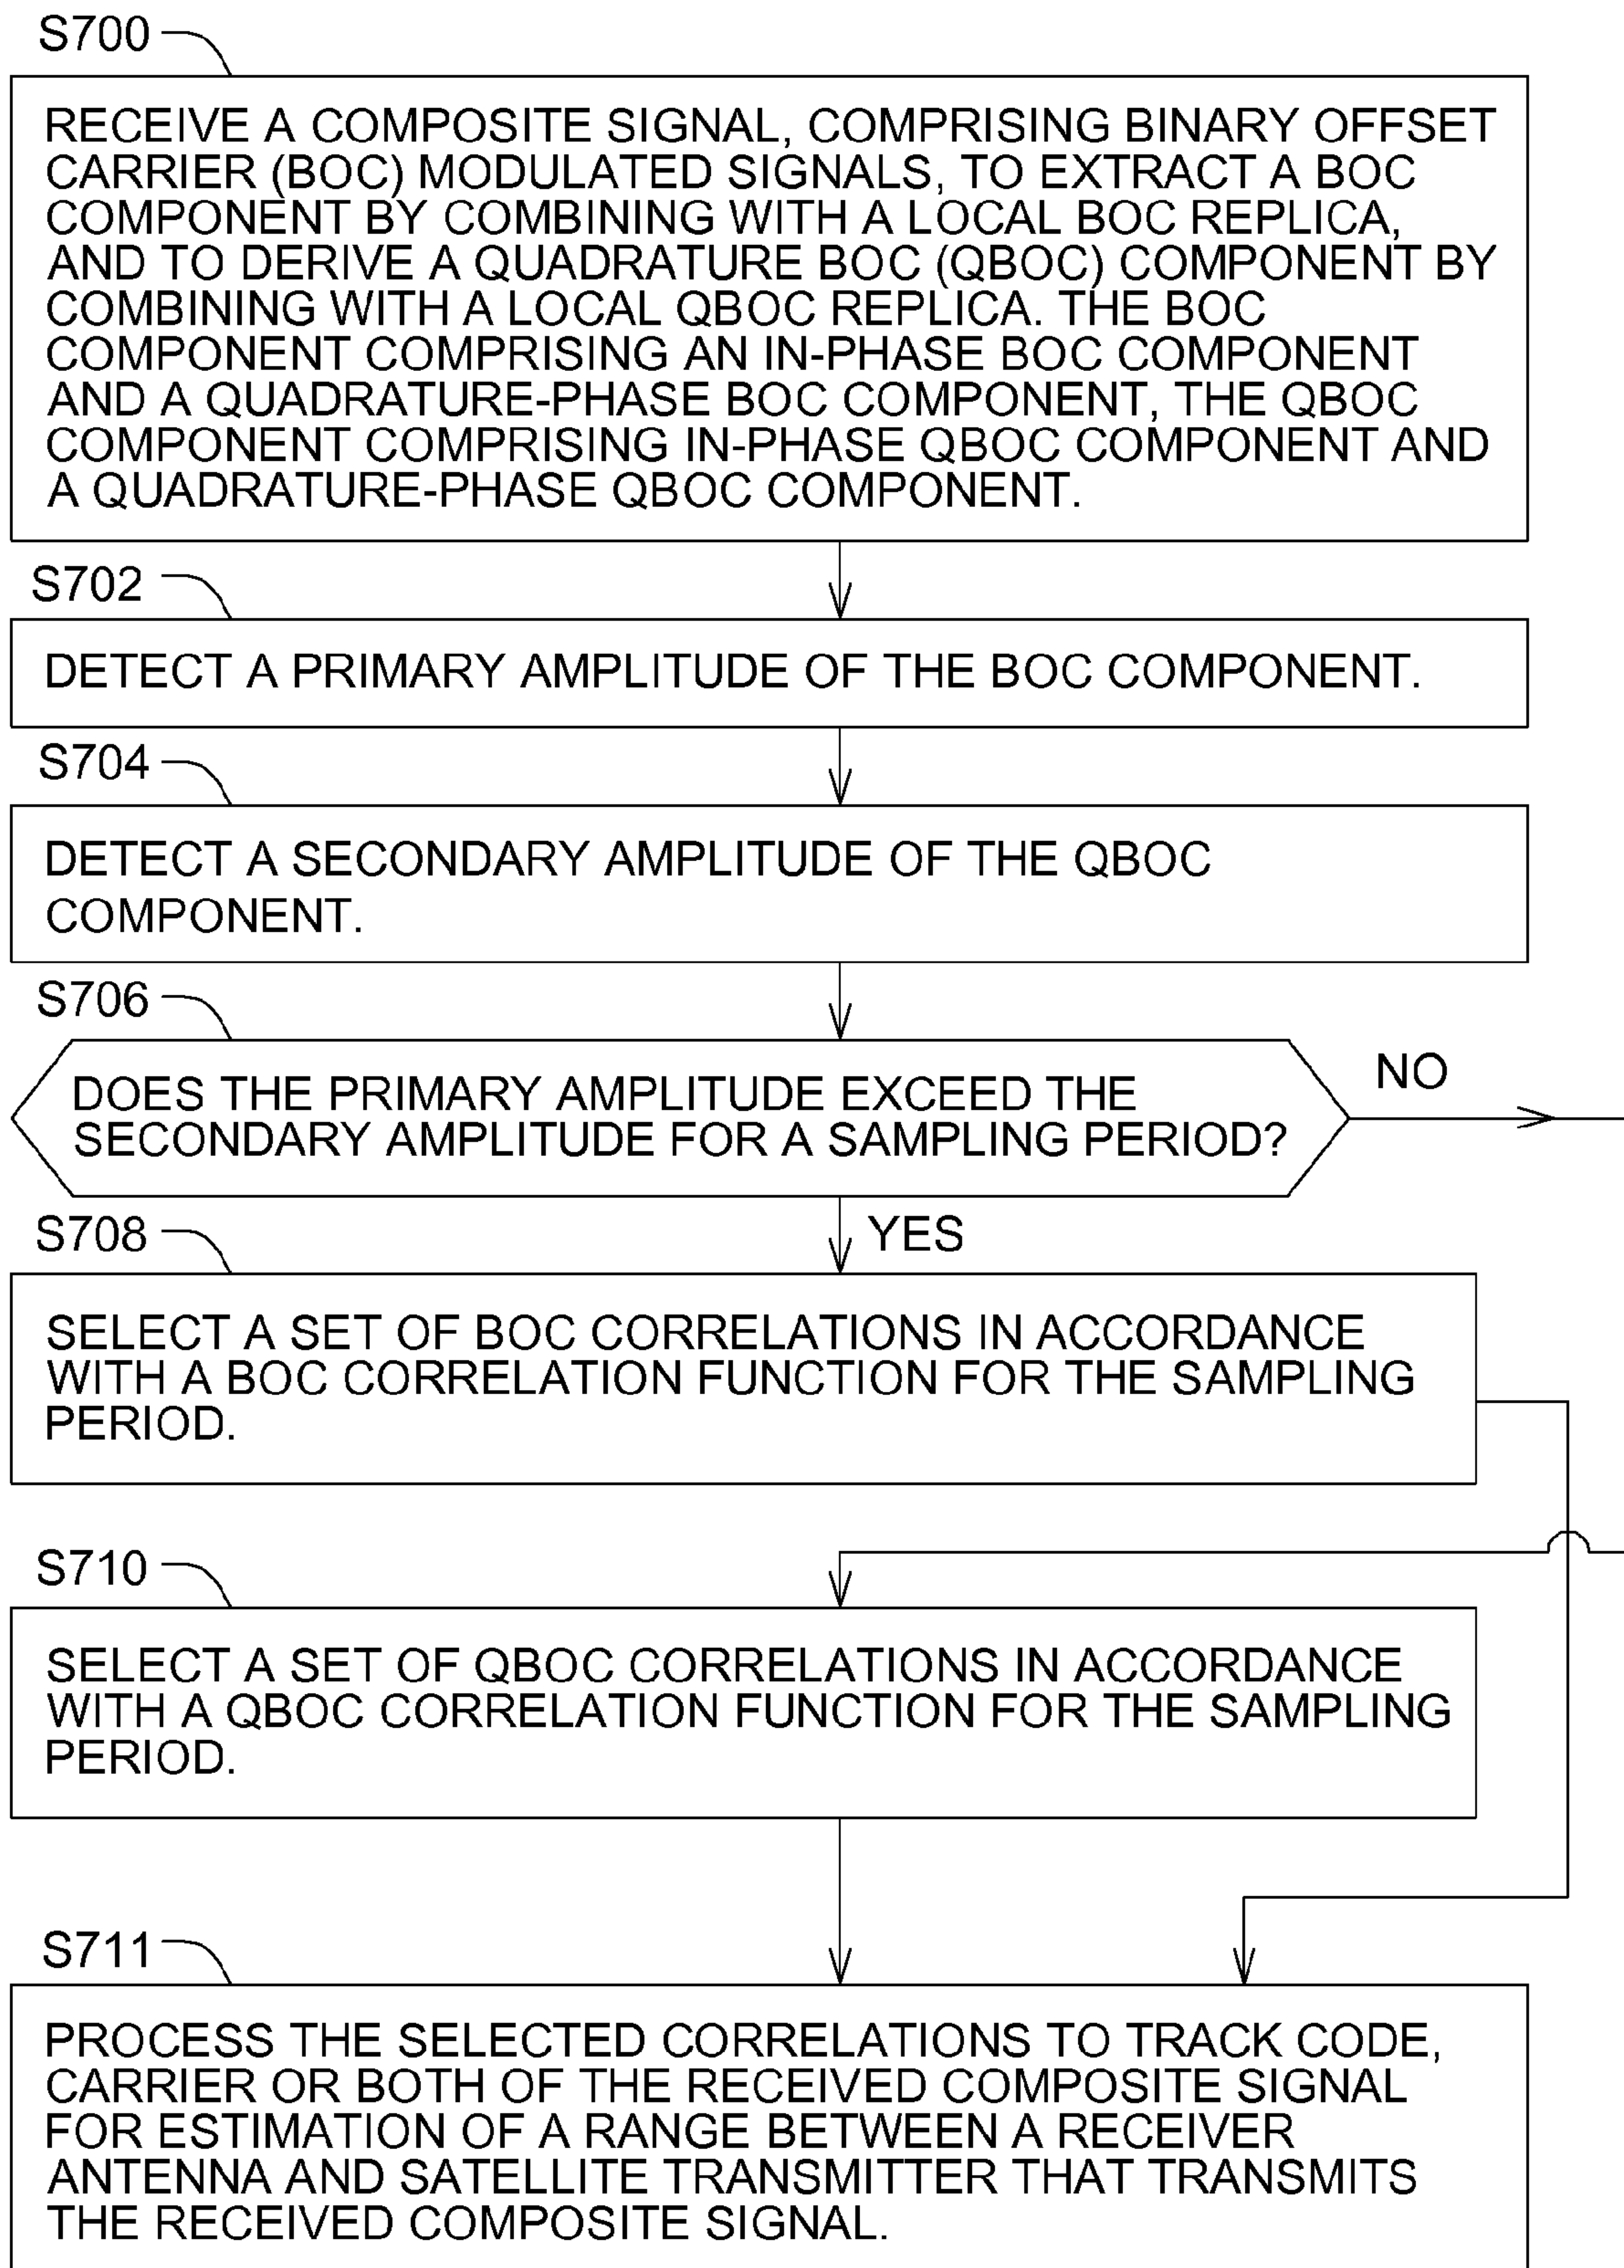 S700
RECEIVE A COMPOSITE SIGNAL, COMPRISING BINARY OFFSET
CARRIER (BOC) MODULATED SIGNALS, TO EXTRACT A BOC
COMPONENT BY COMBINING WITH A LOCAL BOC REPLICA,
AND TO DERIVE A QUADRATURE BOC (QBOC) COMPONENT BY
COMBINING WITH A LOCAL QBOC REPLICA. THE BOC
COMPONENT COMPRISING AN IN-PHASE BOC COMPONENT
AND A QUADRATURE-PHASE BOC COMPONENT, THE QBOC
COMPONENT COMPRISING IN-PHASE QBOC COMPONENT AND
A QUADRATURE-PHASE QBOC COMPONENT.
S702
DETECT A PRIMARY AMPLITUDE OF THE BOC COMPONENT.
S704
DETECT A SECONDARY AMPLITUDE OF THE QBOC
COMPONENT.
S706
DOES THE PRIMARY AMPLITUDE EXCEED THE
SECONDARY AMPLITUDE FOR A SAMPLING PERIOD?
NO
YES
S708
SELECT A SET OF BOC CORRELATIONS IN ACCORDANCE
WITH A BOC CORRELATION FUNCTION FOR THE SAMPLING
PERIOD.
S710
SELECT A SET OF QBOC CORRELATIONS IN ACCORDANCE
WITH A QBOC CORRELATION FUNCTION FOR THE SAMPLING
PERIOD.
S711
PROCESS THE SELECTED CORRELATIONS TO TRACK CODE,
CARRIER OR BOTH OF THE RECEIVED COMPOSITE SIGNAL
FOR ESTIMATION OF A RANGE BETWEEN A RECEIVER
ANTENNA AND SATELLITE TRANSMITTER THAT TRANSMITS
THE RECEIVED COMPOSITE SIGNAL.